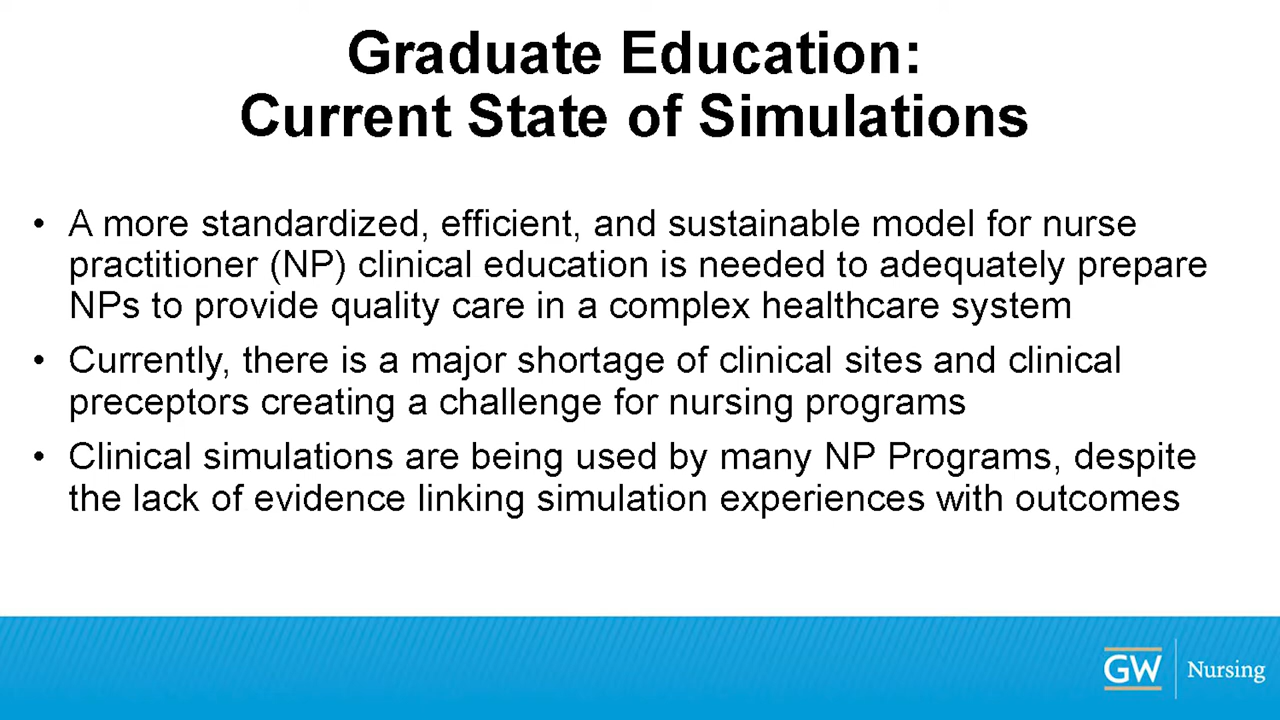 Graduate Education:
Current State of Simulations
• A more standardized, efficient, and sustainable model for nurse
practitioner (NP) clinical education is needed to adequately prepare
NPs to provide quality care in a complex healthcare system
• Currently, there is a major shortage of clinical sites and clinical
preceptors creating a challenge for nursing programs
• Clinical simulations are being used by many NP Programs, despite
the lack of evidence linking simulation experiences with outcomes
GW | Nursing